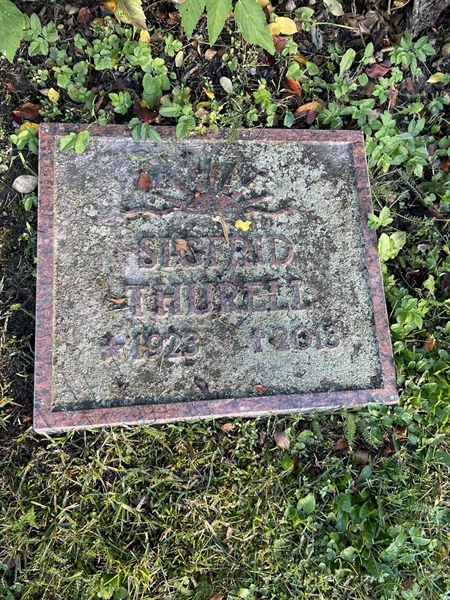 SIGFRID
THURELL
★ 1923 † 2013